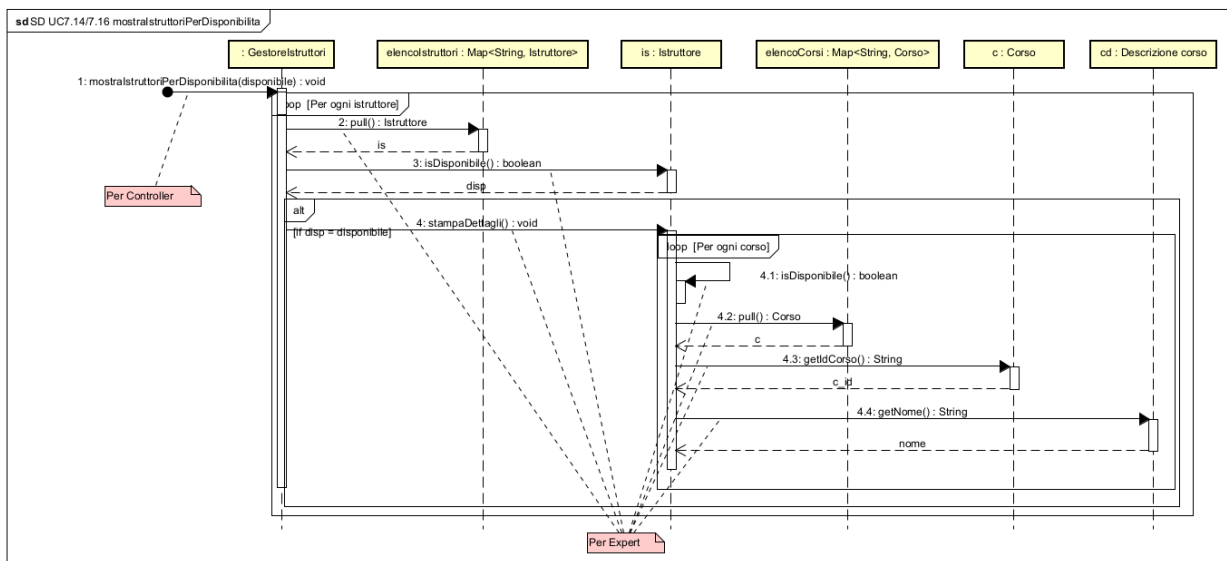 sd SD UC7.14/7.16 mostraIstruttoriPerDisponibilita
: GestoreIstruttori
elencoIstruttori : Map<String, Istruttore>
is : Istruttore
elencoCorsi : Map<String, Corso>
c : Corso
cd : Descrizione corso
1: mostraIstruttoriPerDisponibilita(disponibile) : void
loop [Per ogni istruttore]
2: pull() : Istruttore
is
3: isDisponibile() : boolean
disp
Per Controller
alt
4: stampaDettagli() : void
[if disp = disponibile]
loop [Per ogni corso]
4.1: isDisponibile() : boolean
4.2: pull() : Corso
c
4.3: getIdCorso() : String
c_id
4.4: getNome() : String
nome
Per Expert